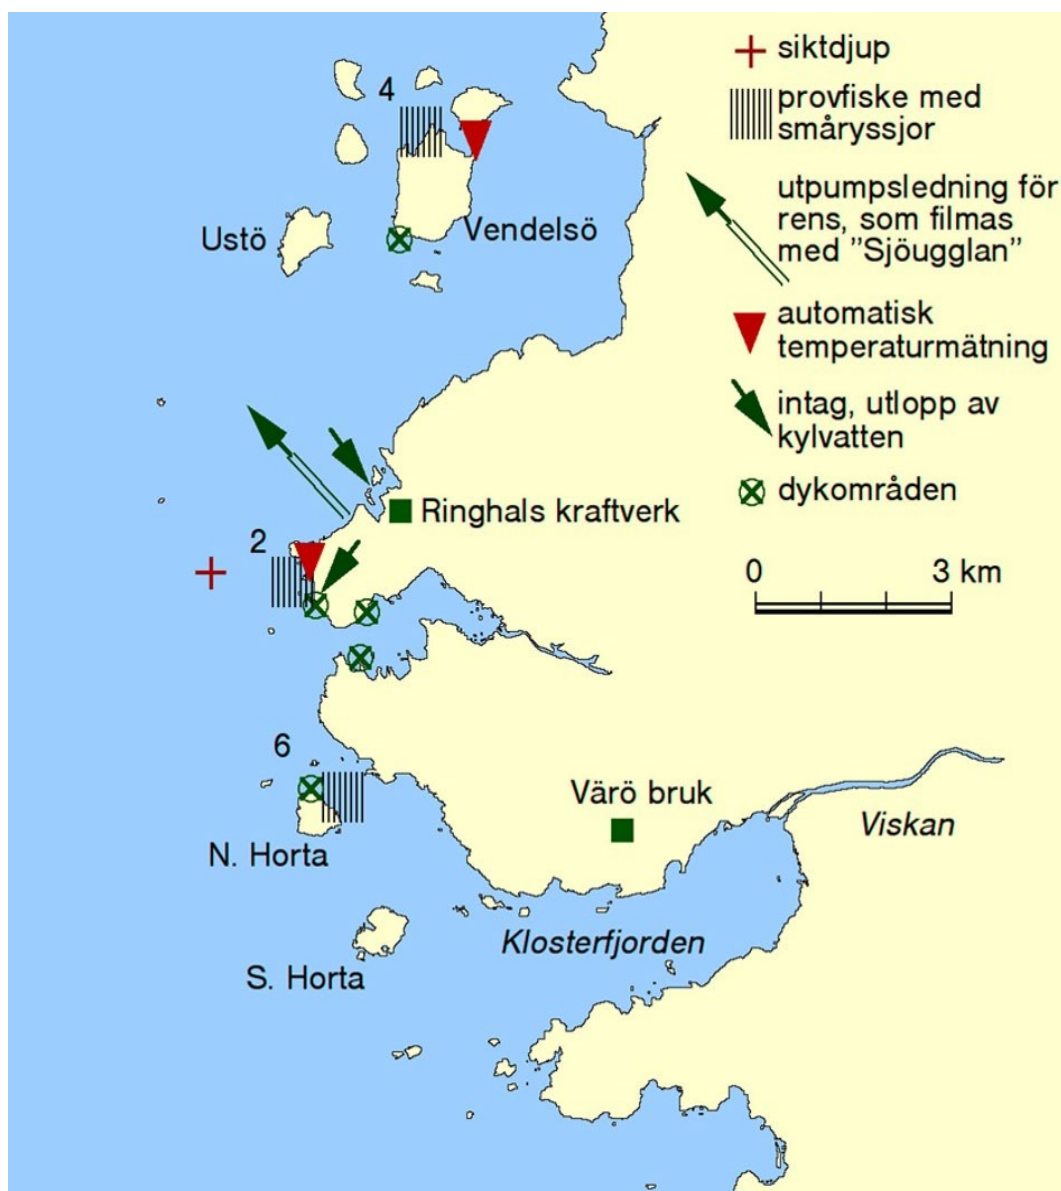 siktdjup
provfiske med
småryssjor
utpumpsledning för
rens, som filmas
med ”Sjöugglan”
automatisk
temperaturmätning
intag, utlopp av
kylvatten
dykområden
0 3 km
4
Ustö
Vendelsö
Ringhals kraftverk
2
6
N. Horta
Värö bruk
Viskan
Klosterfjorden
S. Horta